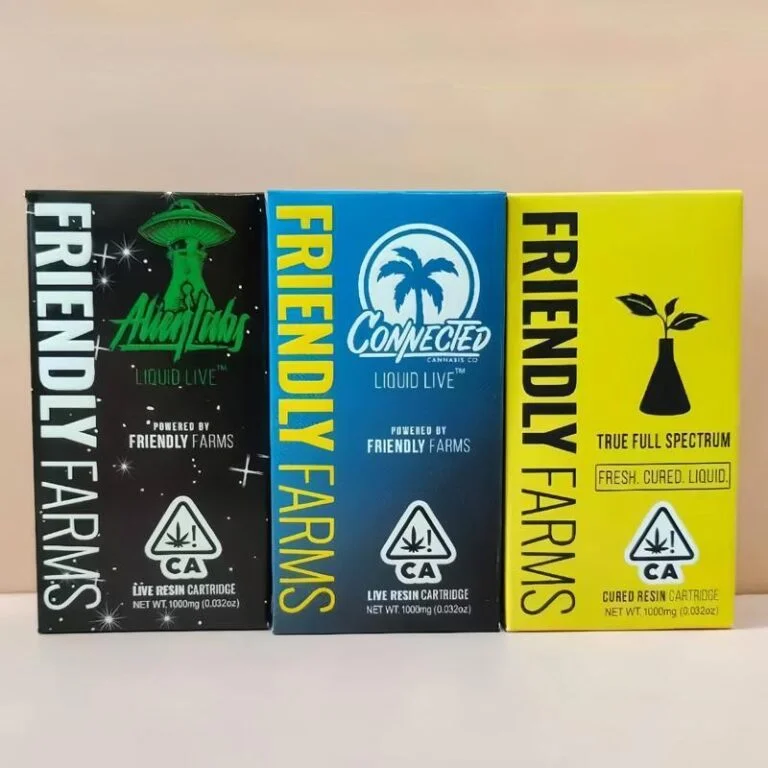 FRIENDLY FARMS
Alien Labs
LIQUID LIVE™
POWERED BY
FRIENDLY FARMS
CA
LIVE RESIN CARTRIDGE
NET WT. 1000mg (0.032oz)
FRIENDLY FARMS
CONNECTED
CANNABIS CO
LIQUID LIVE™
POWERED BY
FRIENDLY FARMS
CA
LIVE RESIN CARTRIDGE
NET WT. 1000mg (0.032oz)
FRIENDLY FARMS
TRUE FULL SPECTRUM
FRESH. CURED. LIQUID.
CA
CURED RESIN CARTRIDGE
NET WT. 1000mg (0.032oz)